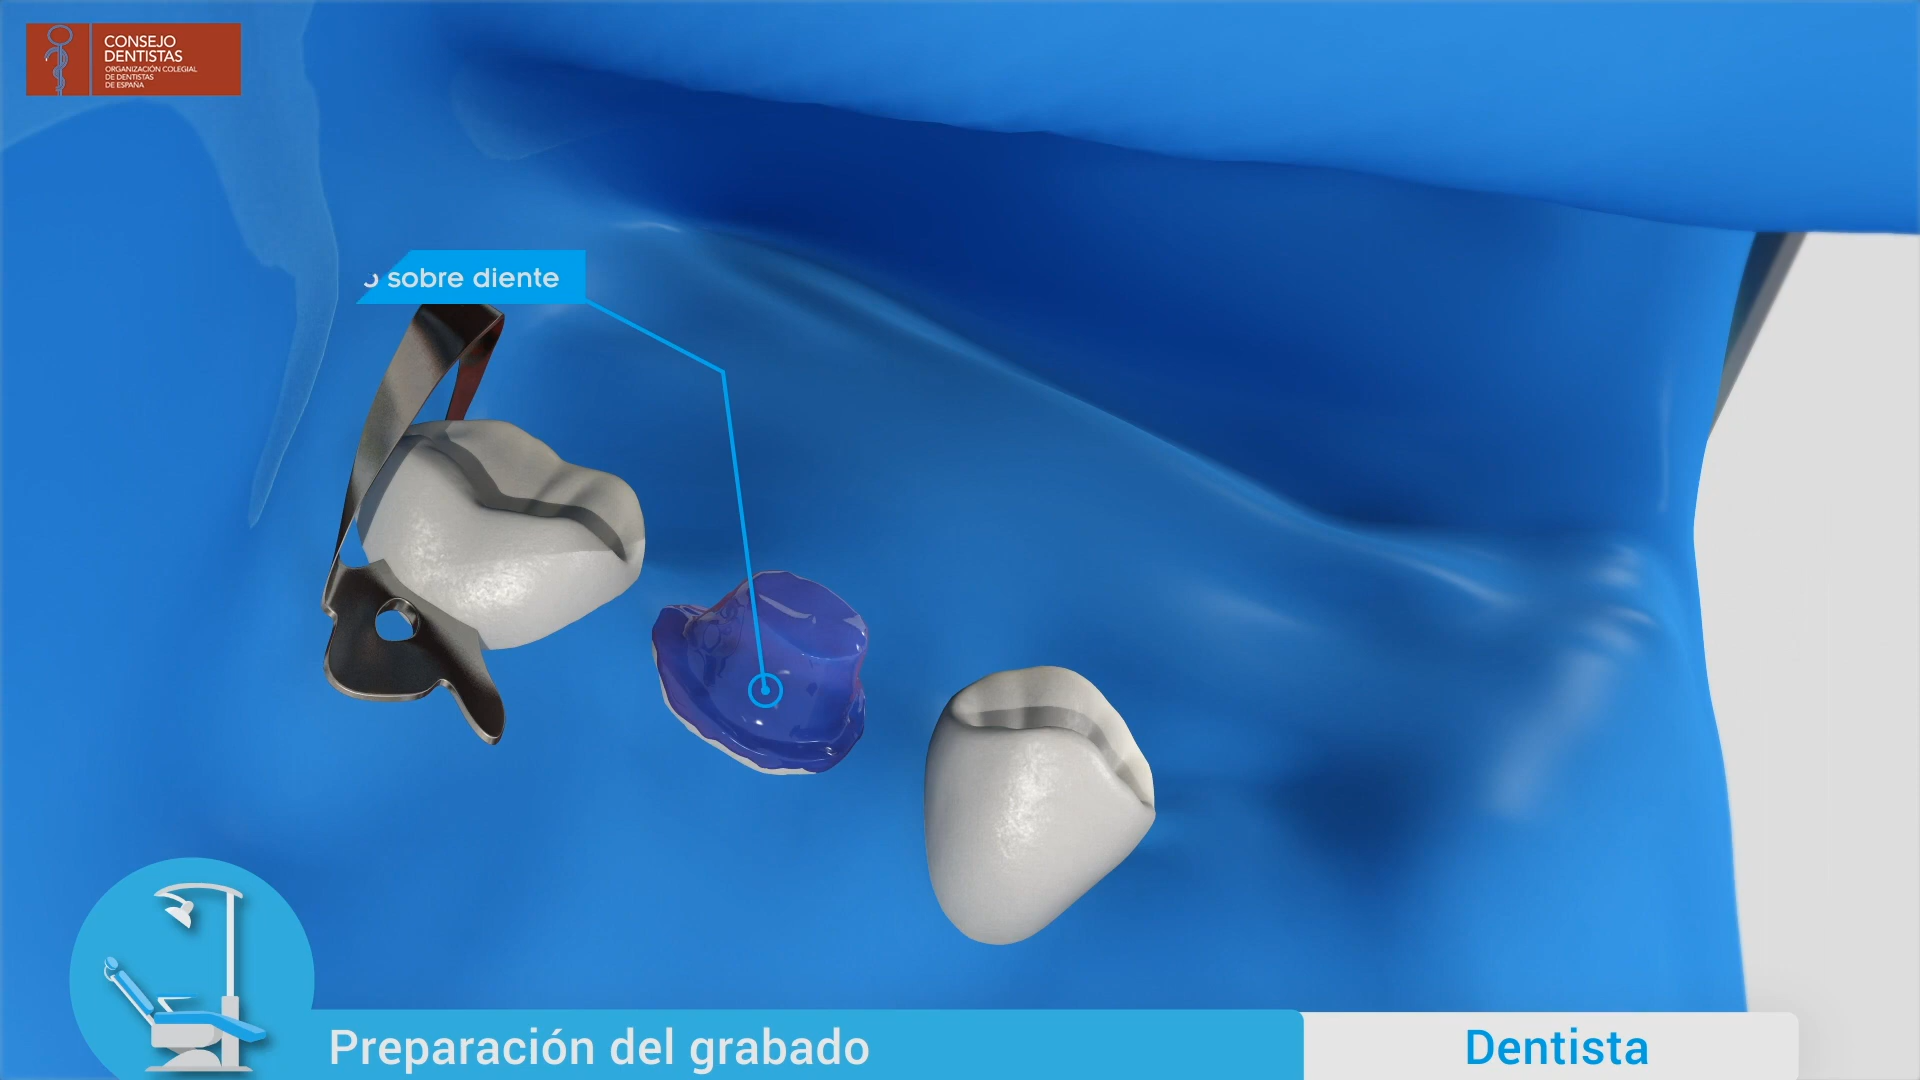 CONSEJO
DENTISTAS
ORGANIZACIÓN COLEGIAL
DE DENTISTAS
DE ESPAÑA
sobre diente
Preparación del grabado
Dentista